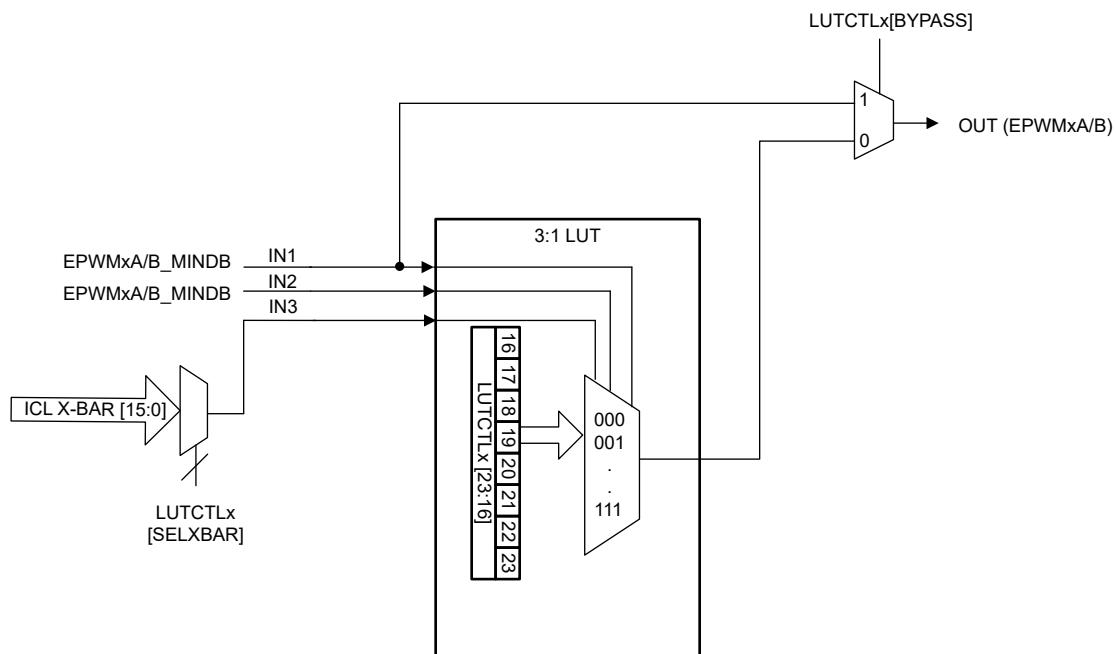 LUTCTLx[BYPASS]
1
OUT (EPWMxA/B)
0
3:1 LUT
EPWMxA/B_MINDB
IN1
EPWMxA/B_MINDB
IN2
IN3
16
17
18
19
20
21
22
23
LUTCTLx [23:16]
000
001
.
.
111
ICL X-BAR [15:0]
LUTCTLx
[SELXBAR]